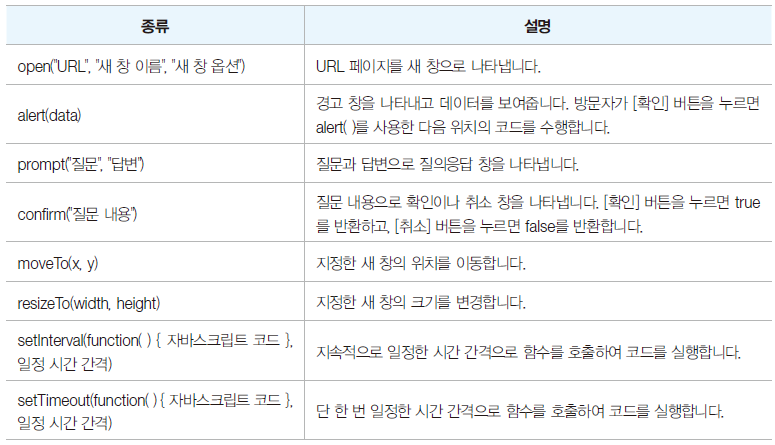 종류
설명
open("URL", "새 창 이름", "새 창 옵션")
URL 페이지를 새 창으로 나타냅니다.
alert(data)
경고 창을 나타내고 데이터를 보여줍니다. 방문자가 [확인] 버튼을 누르면
alert( )를 사용한 다음 위치의 코드를 수행합니다.
prompt("질문", "답변")
질문과 답변으로 질의응답 창을 나타냅니다.
confirm("질문 내용")
질문 내용으로 확인이나 취소 창을 나타냅니다. [확인] 버튼을 누르면 true
를 반환하고, [취소] 버튼을 누르면 false를 반환합니다.
moveTo(x, y)
지정한 새 창의 위치를 이동합니다.
resizeTo(width, height)
지정한 새 창의 크기를 변경합니다.
setInterval(function( ) { 자바스크립트 코드 },
일정 시간 간격)
지속적으로 일정한 시간 간격으로 함수를 호출하여 코드를 실행합니다.
setTimeout(function( ) { 자바스크립트 코드 },
일정 시간 간격)
단 한 번 일정한 시간 간격으로 함수를 호출하여 코드를 실행합니다.